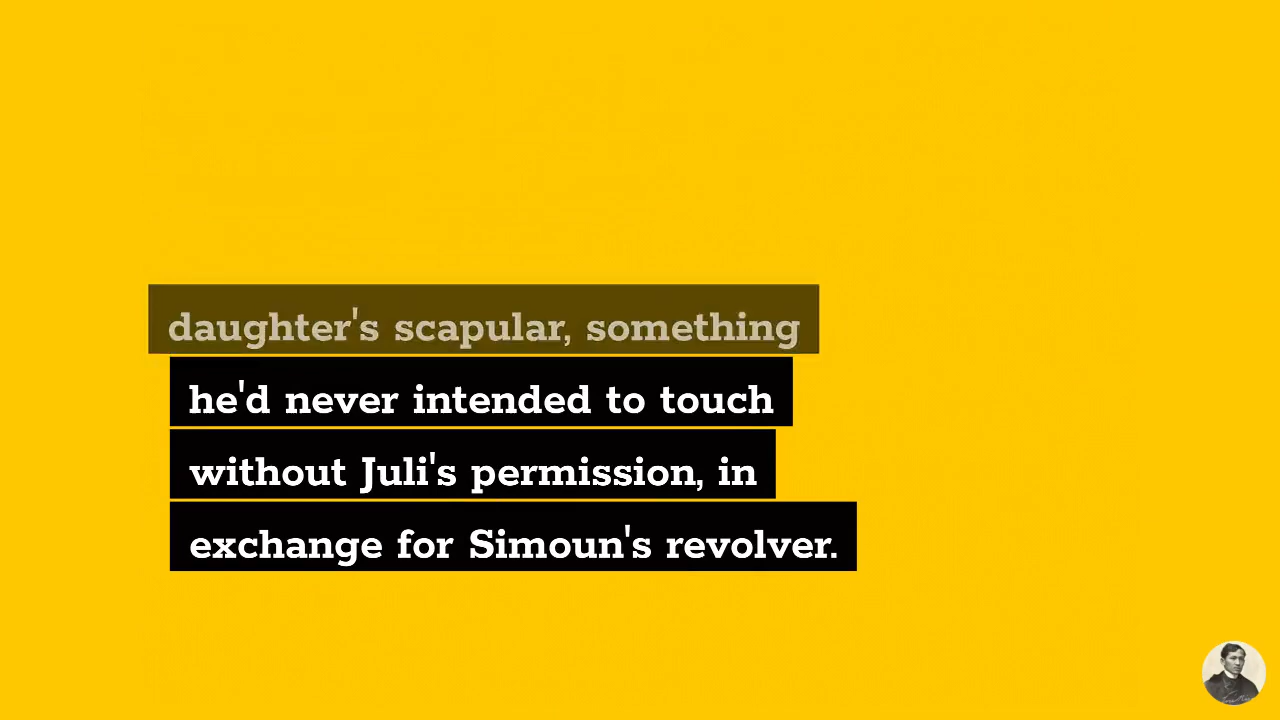 daughter's scapular, something
he'd never intended to touch
without Juli's permission, in
exchange for Simoun's revolver.